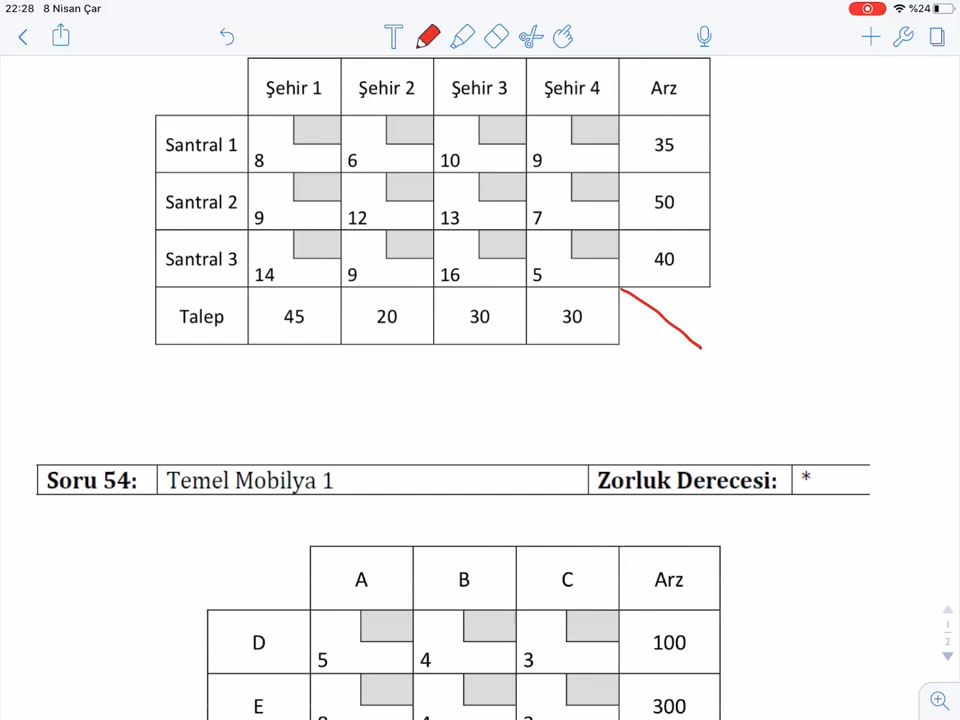 22:28 8 Nisan Çar %24
T
Şehir 1 Şehir 2 Şehir 3 Şehir 4 Arz
Santral 1 8 6 10 9 35
Santral 2 9 12 13 7 50
Santral 3 14 9 16 5 40
Talep 45 20 30 30
Soru 54: Temel Mobilya 1 Zorluk Derecesi: *
A B C Arz
D 5 4 3 100
E 300
1
2